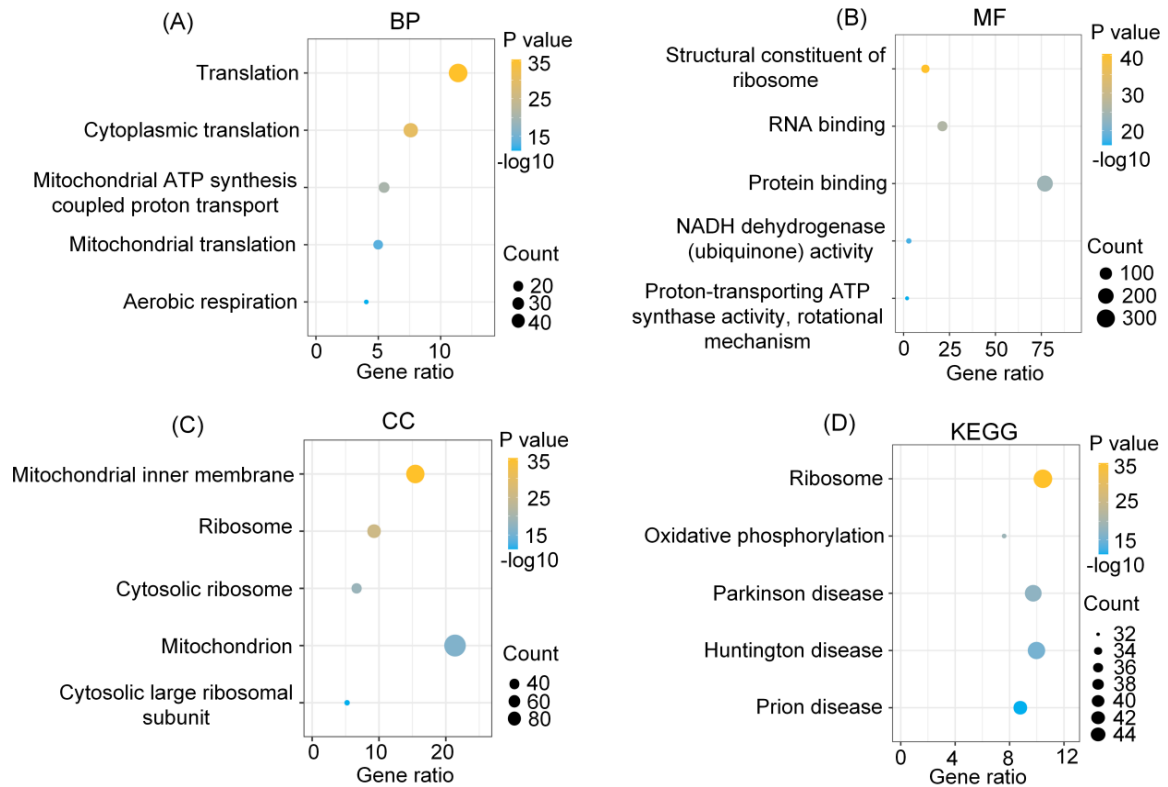 (A)
BP
Translation
Cytoplasmic translation
Mitochondrial ATP synthesis
coupled proton transport
Mitochondrial translation
Aerobic respiration
0 5 10
Gene ratio
P value
35
25
15
-log10
Count
20
30
40
(B)
MF
Structural constituent of
ribosome
RNA binding
Protein binding
NADH dehydrogenase
(ubiquinone) activity
Proton-transporting ATP
synthase activity, rotational
mechanism
0 25 50 75
Gene ratio
P value
40
30
20
-log10
Count
100
200
300
(C)
CC
Mitochondrial inner membrane
Ribosome
Cytosolic ribosome
Mitochondrion
Cytosolic large ribosomal
subunit
0 10 20
Gene ratio
P value
35
25
15
-log10
Count
40
60
80
(D)
KEGG
Ribosome
Oxidative phosphorylation
Parkinson disease
Huntington disease
Prion disease
0 4 8 12
Gene ratio
P value
35
25
15
-log10
Count
32
34
36
38
40
42
44